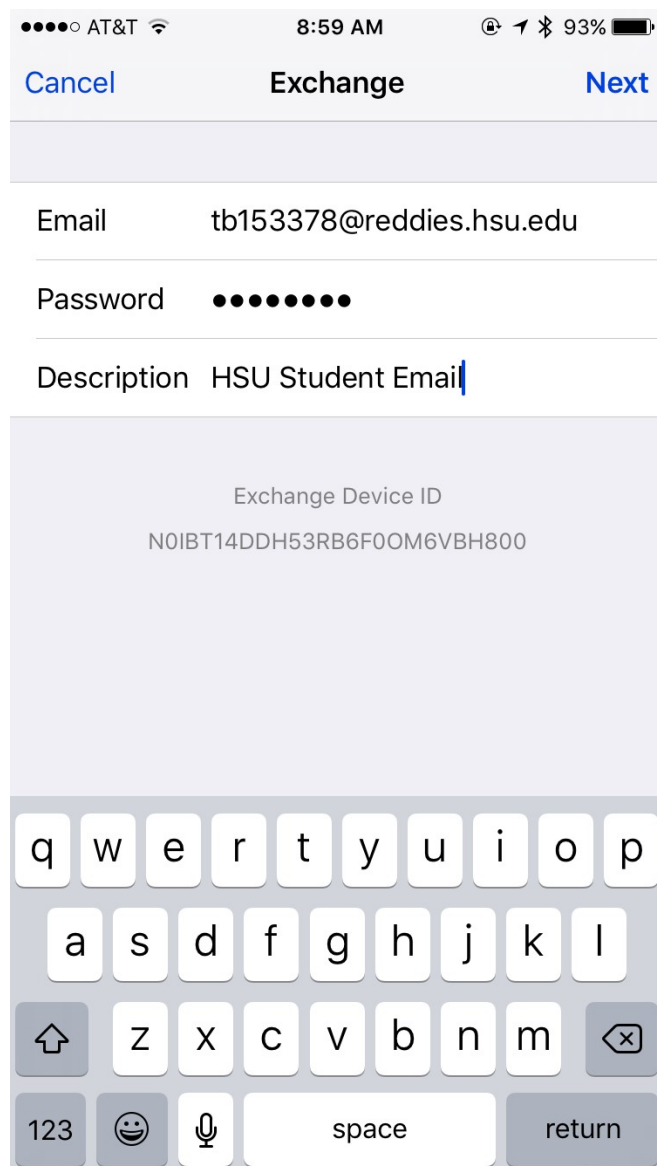 AT&T 8:59 AM 93%
Cancel Exchange Next
Email tb153378@reddies.hsu.edu
Password ●●●●●●●●
Description HSU Student Email
Exchange Device ID
N0IBT14DDH53RB6F0OM6VBH800
q w e r t y u i o p
a s d f g h j k l
z x c v b n m
123 space return